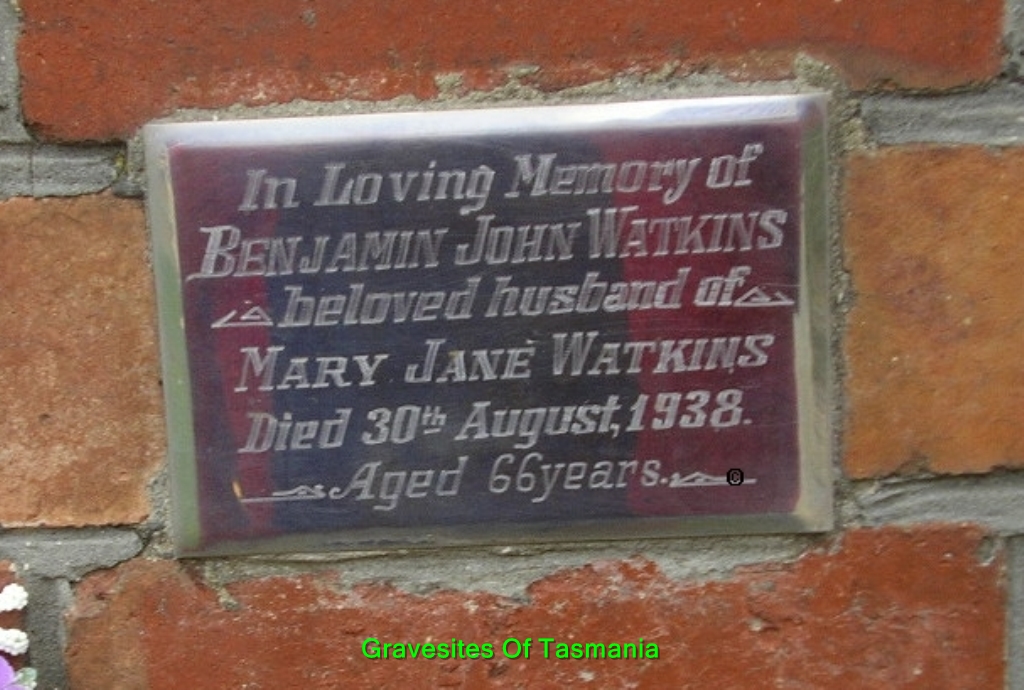 In Loving Memory of
BENJAMIN JOHN WATKINS
beloved husband of
MARY JANE WATKINS
Died 30th August, 1938.
Aged 66 years.
©
Gravesites Of Tasmania